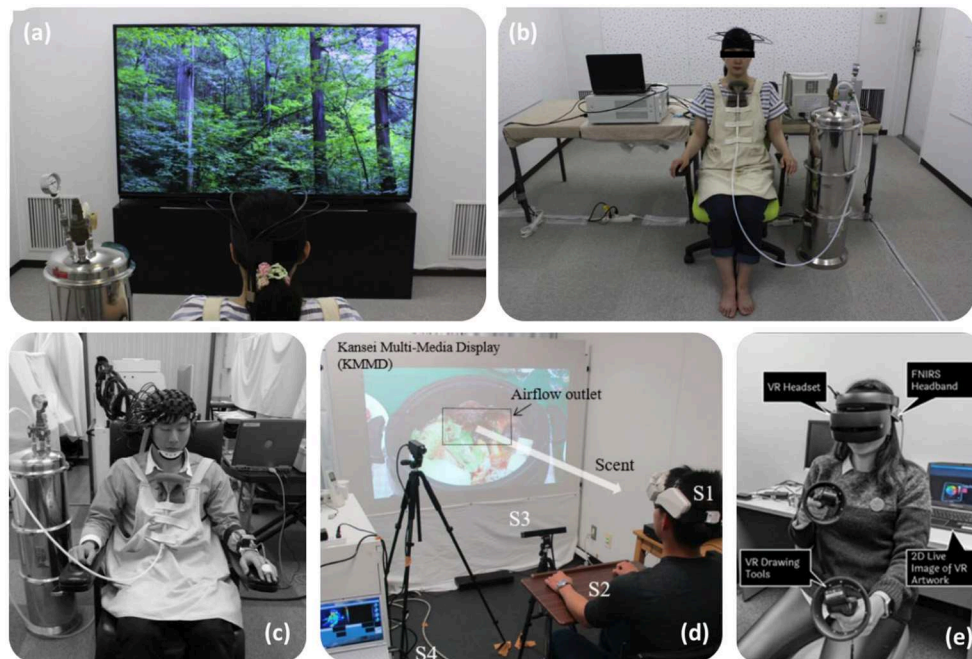 (a)
(b)
(c)
Kansei Multi-Media Display
(KMMD)
Airflow outlet
Scent
S1
S3
S2
S4
(d)
VR Headset
FNIRS
Headband
VR Drawing
Tools
2D Live
Image of VR
Artwork
(e)